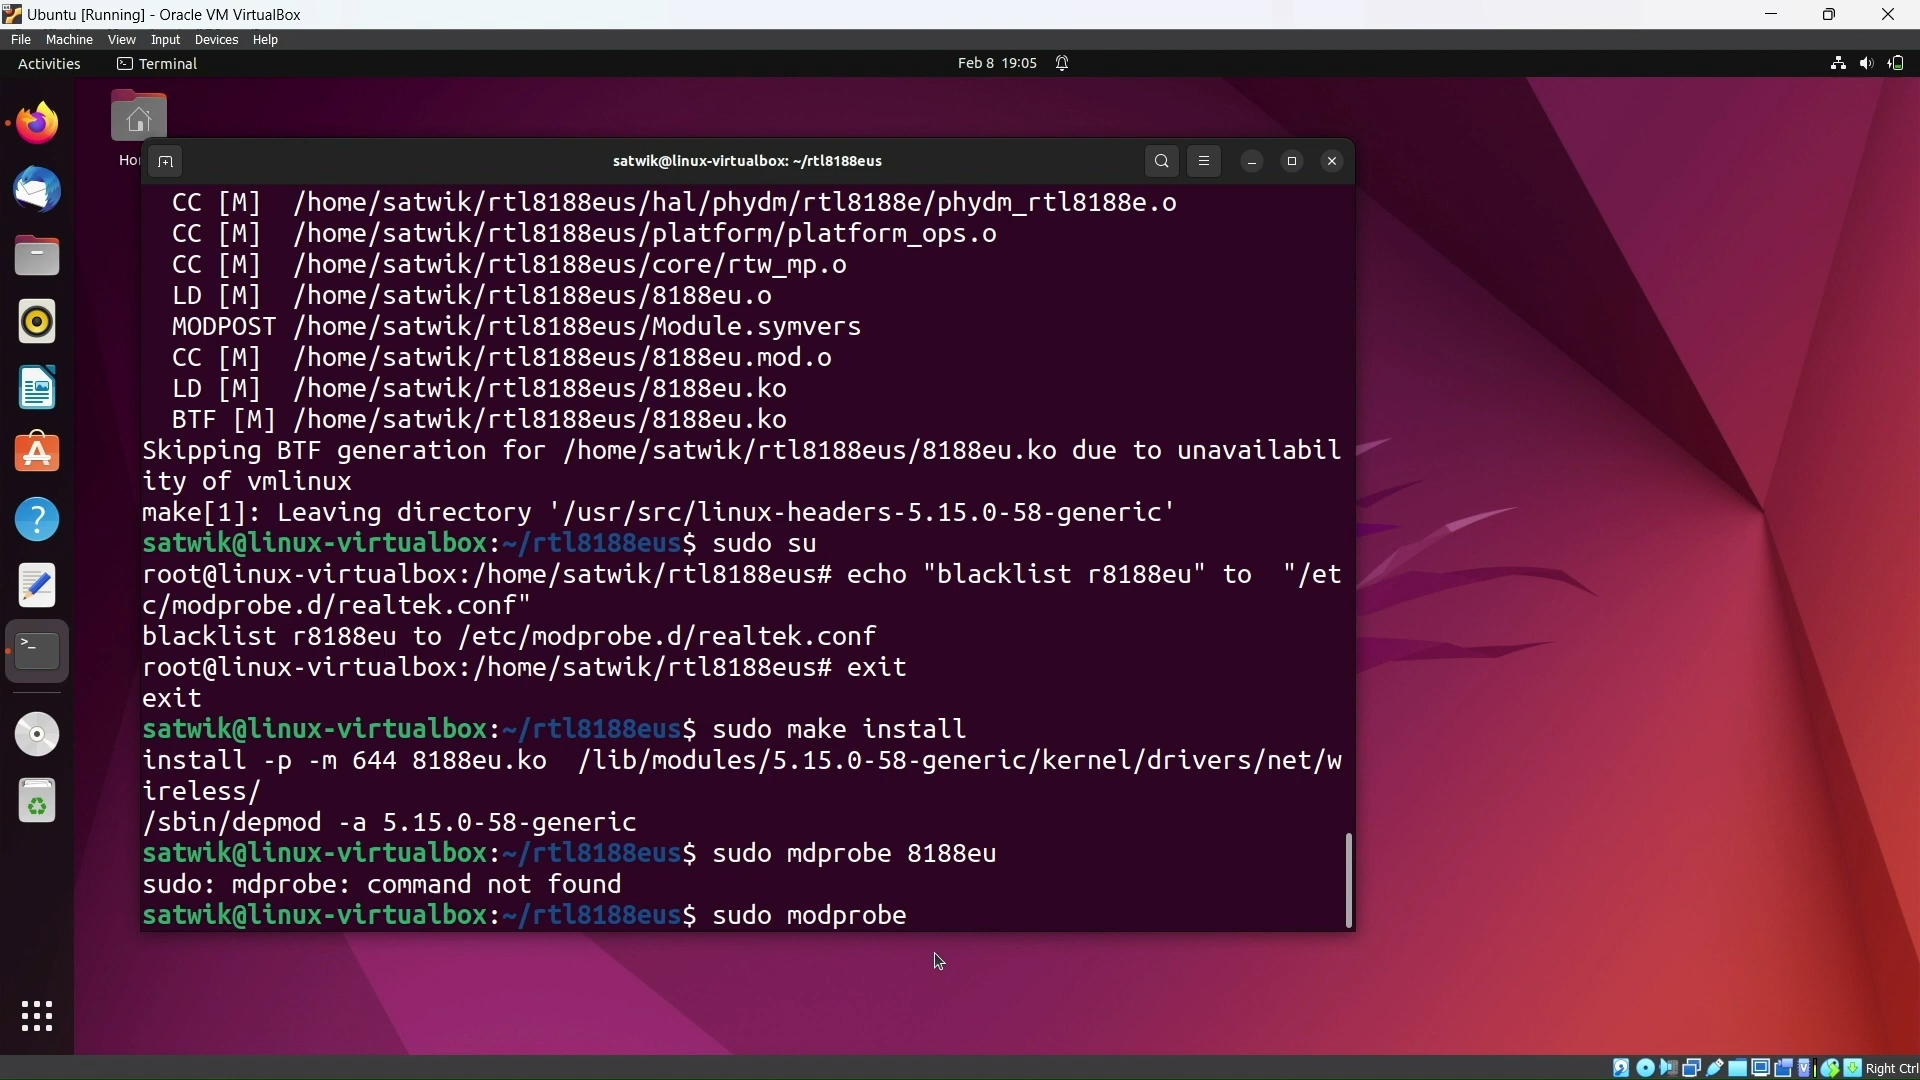 Ubuntu [Running] - Oracle VM VirtualBox
File Machine View Input Devices Help
Activities Terminal Feb 8 19:05
Ho
satwik@linux-virtualbox: ~/rtl8188eus
CC [M] /home/satwik/rtl8188eus/hal/phydm/rtl8188e/phydm_rtl8188e.o
CC [M] /home/satwik/rtl8188eus/platform/platform_ops.o
CC [M] /home/satwik/rtl8188eus/core/rtw_mp.o
LD [M] /home/satwik/rtl8188eus/8188eu.o
MODPOST /home/satwik/rtl8188eus/Module.symvers
CC [M] /home/satwik/rtl8188eus/8188eu.mod.o
LD [M] /home/satwik/rtl8188eus/8188eu.ko
BTF [M] /home/satwik/rtl8188eus/8188eu.ko
Skipping BTF generation for /home/satwik/rtl8188eus/8188eu.ko due to unavailabil
ity of vmlinux
make[1]: Leaving directory '/usr/src/linux-headers-5.15.0-58-generic'
satwik@linux-virtualbox:~/rtl8188eus$ sudo su
root@linux-virtualbox:/home/satwik/rtl8188eus# echo "blacklist r8188eu" to  "/et
c/modprobe.d/realtek.conf"
blacklist r8188eu to /etc/modprobe.d/realtek.conf
root@linux-virtualbox:/home/satwik/rtl8188eus# exit
exit
satwik@linux-virtualbox:~/rtl8188eus$ sudo make install
install -p -m 644 8188eu.ko  /lib/modules/5.15.0-58-generic/kernel/drivers/net/w
ireless/
/sbin/depmod -a 5.15.0-58-generic
satwik@linux-virtualbox:~/rtl8188eus$ sudo mdprobe 8188eu
sudo: mdprobe: command not found
satwik@linux-virtualbox:~/rtl8188eus$ sudo modprobe
Right Ctrl